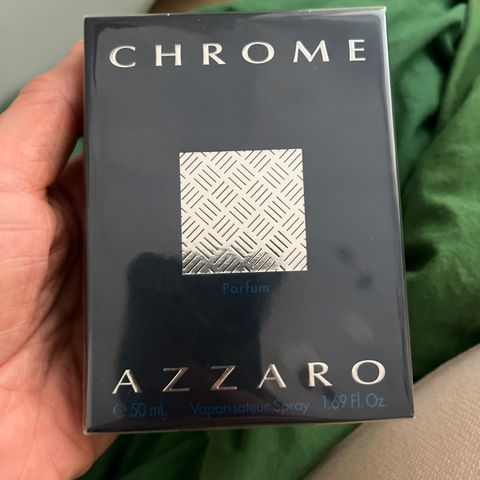 CHROME
Parfum
AZZARO
℮ 50 mL Vaporisateur Spray 1.69 Fl. Oz.